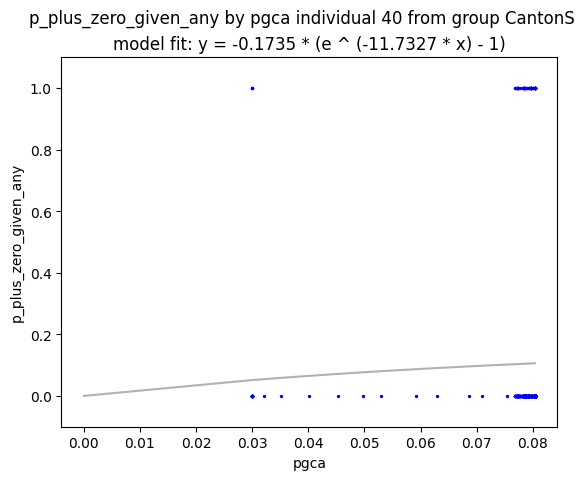 p_plus_zero_given_any by pgca individual 40 from group CantonS
model fit: y = -0.1735 * (e ^ (-11.7327 * x) - 1)
1.0
0.8
0.6
0.4
0.2
0.0
p_plus_zero_given_any
0.00 0.01 0.02 0.03 0.04 0.05 0.06 0.07 0.08
pgca